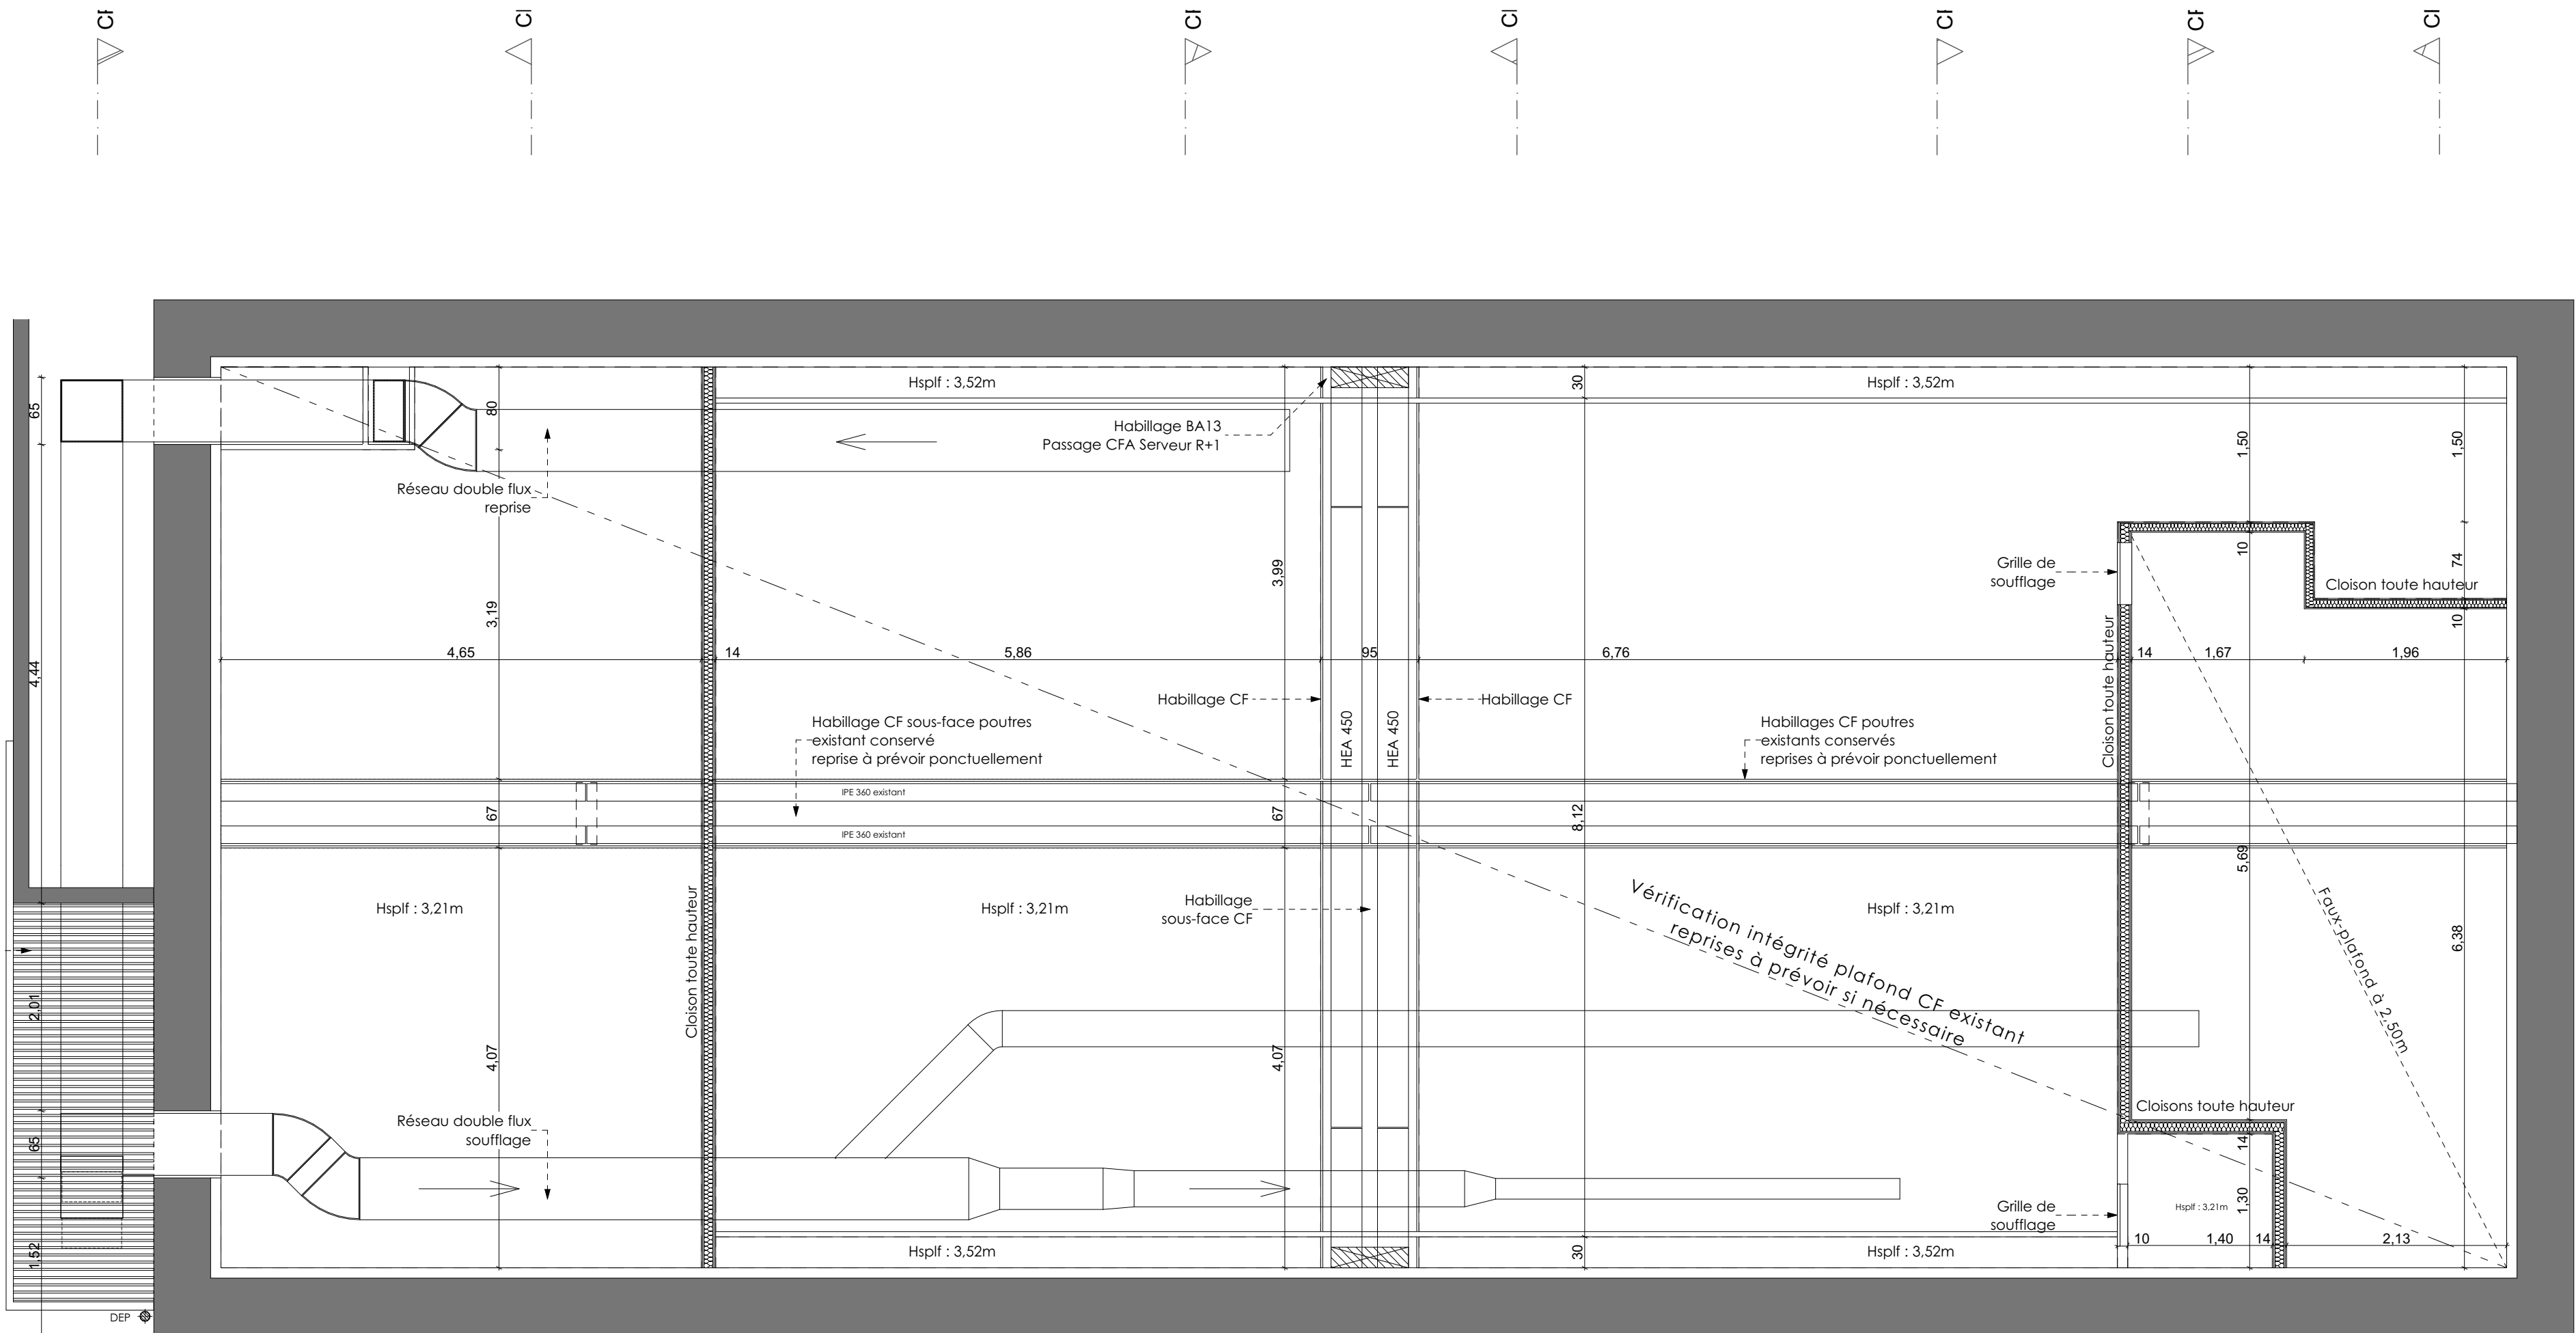 Hsplf : 3,52m
Hsplf : 3,52m
65
80
30
Habillage BA13
Passage CFA Serveur R+1
1,50
1,50
Réseau double flux
reprise
3,99
10
74
Grille de
soufflage
Cloison toute hauteur
3,19
10
4,44
4,65
14
5,86
95
6,76
Cloison toute hauteur
14
1,67
1,96
Habillage CF
Habillage CF
HEA 450
HEA 450
Habillage CF sous-face poutres
existant conservé
reprise à prévoir ponctuellement
Habillages CF poutres
existants conservés
reprises à prévoir ponctuellement
IPE 360 existant
IPE 360 existant
67
67
8,12
5,69
Hsplf : 3,21m
Hsplf : 3,21m
Habillage
sous-face CF
Hsplf : 3,21m
Vérification intégrité plafond CF existant
reprises à prévoir si nécessaire
Faux-plafond à 2,50m
6,38
Cloison toute hauteur
2,01
4,07
4,07
Réseau double flux
soufflage
65
Cloisons toute hauteur
14
1,30
Hsplf : 3,21m
Grille de
soufflage
10
1,40
14
2,13
1,52
Hsplf : 3,52m
30
Hsplf : 3,52m
DEP